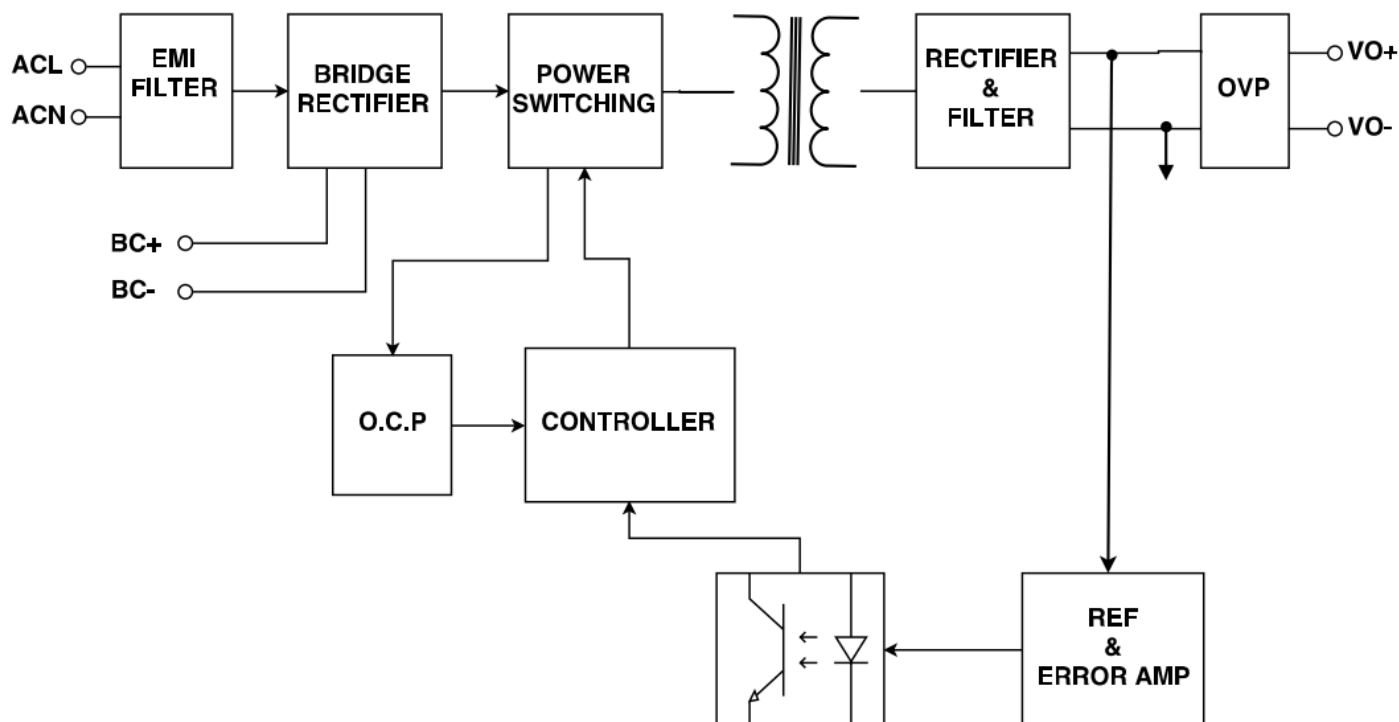 ACL
ACN
EMI
FILTER
BRIDGE
RECTIFIER
POWER
SWITCHING
RECTIFIER
&
FILTER
OVP
VO+
VO-
BC+
BC-
O.C.P
CONTROLLER
REF
&
ERROR AMP